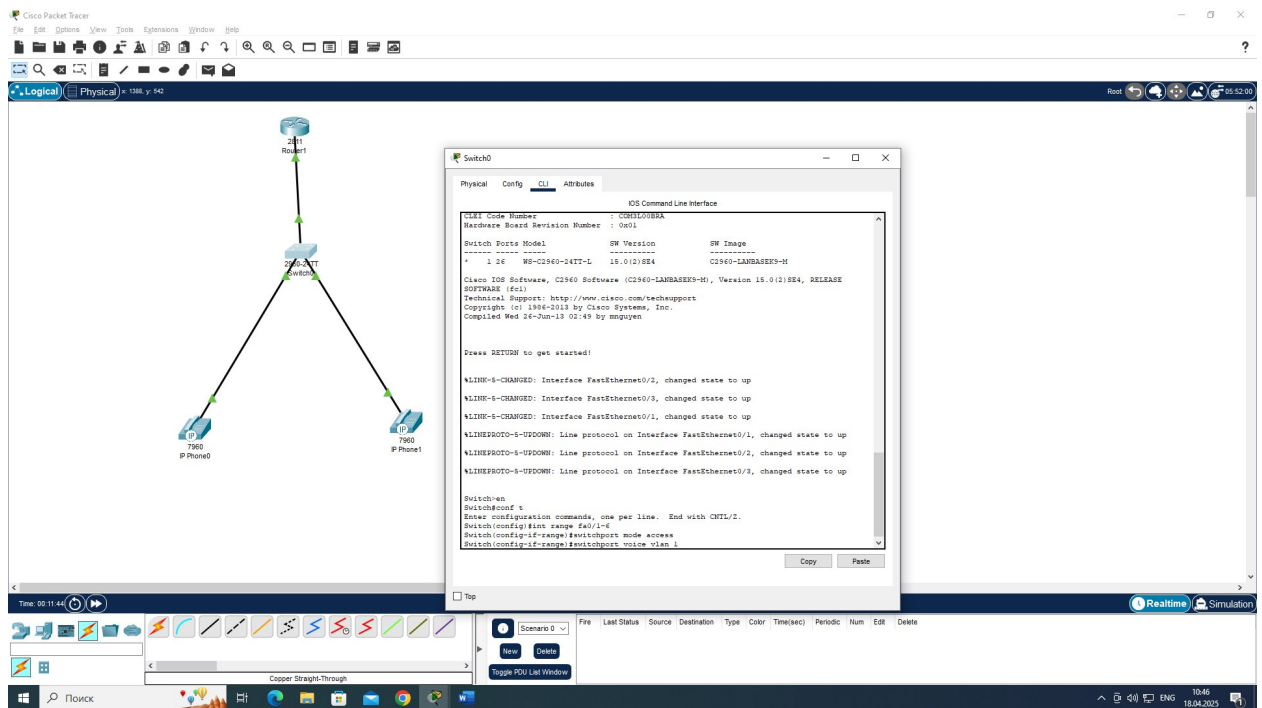 Cisco Packet Tracer
File Edit Options View Tools Extensions Window Help
?
Logical Physical x: 1388, y: 942
Root 05:52:00
2811
Router1
2960-24TT
Switch0
7960
IP Phone0
7960
IP Phone1
IP
IP
Switch0
Physical Config CLI Attributes
IOS Command Line Interface
CLEI Code Number : COM3L00BRA
Hardware Board Revision Number : 0x01
Switch Ports Model SW Version SW Image
------ ----- ----- ---------- ----------
* 1 26 WS-C2960-24TT-L 15.0(2)SE4 C2960-LANBASEK9-M
Cisco IOS Software, C2960 Software (C2960-LANBASEK9-M), Version 15.0(2)SE4, RELEASE
SOFTWARE (fc1)
Technical Support: http://www.cisco.com/techsupport
Copyright (c) 1986-2013 by Cisco Systems, Inc.
Compiled Wed 26-Jun-13 02:49 by mnguyen
Press RETURN to get started!
%LINK-5-CHANGED: Interface FastEthernet0/2, changed state to up
%LINK-5-CHANGED: Interface FastEthernet0/3, changed state to up
%LINK-5-CHANGED: Interface FastEthernet0/1, changed state to up
%LINEPROTO-5-UPDOWN: Line protocol on Interface FastEthernet0/1, changed state to up
%LINEPROTO-5-UPDOWN: Line protocol on Interface FastEthernet0/2, changed state to up
%LINEPROTO-5-UPDOWN: Line protocol on Interface FastEthernet0/3, changed state to up
Switch>en
Switch#conf t
Enter configuration commands, one per line. End with CNTL/Z.
Switch(config)#int range fa0/1-6
Switch(config-if-range)#switchport mode access
Switch(config-if-range)#switchport voice vlan 1
Copy Paste
Top
Time: 00:11:44
Realtime Simulation
Scenario 0
New Delete
Toggle PDU List Window
Fire Last Status Source Destination Type Color Time(sec) Periodic Num Edit Delete
Copper Straight-Through
Поиск
ENG
10:46
18.04.2025